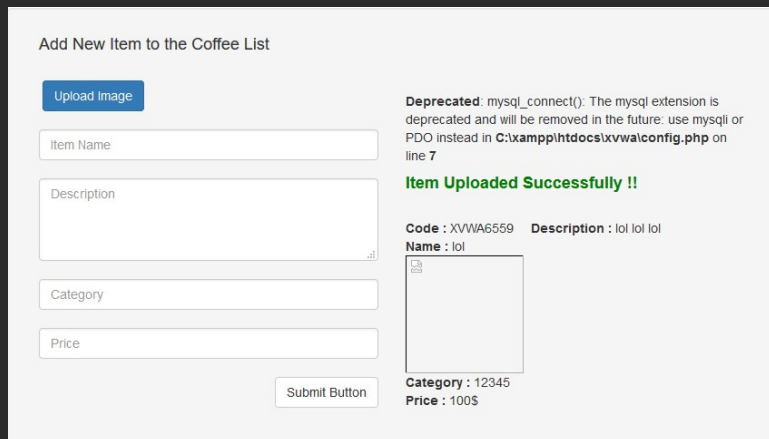 Add New Item to the Coffee List
Upload Image
Item Name
Description
Category
Price
Submit Button
Deprecated: mysql_connect(): The mysql extension is
deprecated and will be removed in the future: use mysqli or
PDO instead in C:\xampp\htdocs\xvwa\config.php on
line 7
Item Uploaded Successfully !!
Code : XVWA6559 Description : lol lol lol
Name : lol
Category : 12345
Price : 100$